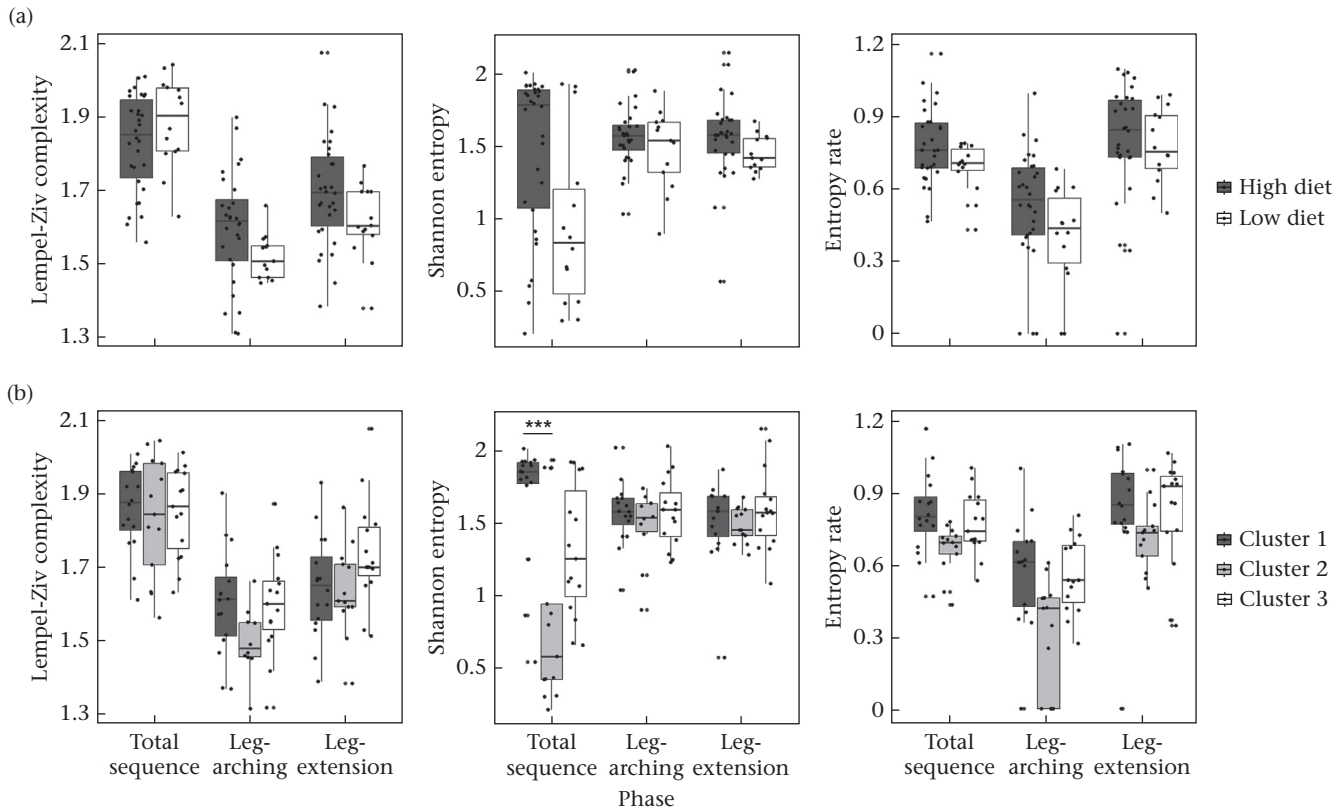 (a)
Lempel-Ziv complexity
2.1
1.9
1.7
1.5
1.3
Shannon entropy
2
1.5
1
0.5
Entropy rate
1.2
0.9
0.6
0.3
0
High diet
Low diet
(b)
Lempel-Ziv complexity
2.1
1.9
1.7
1.5
1.3
Total
sequence
Leg-
arching
Leg-
extension
Shannon entropy
2
1.5
1
0.5
***
Total
sequence
Leg-
arching
Leg-
extension
Phase
Entropy rate
1.2
0.9
0.6
0.3
0
Total
sequence
Leg-
arching
Leg-
extension
Cluster 1
Cluster 2
Cluster 3